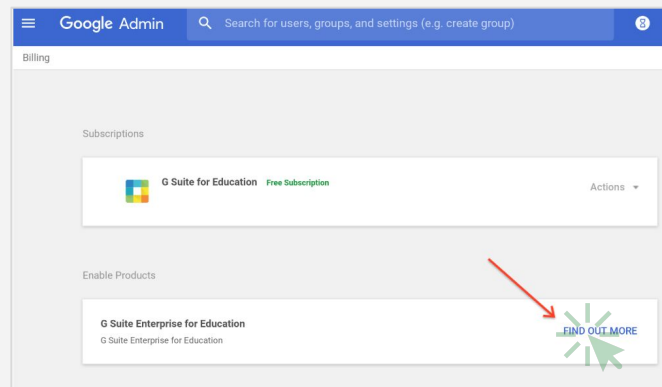 Google Admin
Search for users, groups, and settings (e.g. create group)
8
Billing
Subscriptions
G Suite for Education Free Subscription
Actions
Enable Products
G Suite Enterprise for Education
G Suite Enterprise for Education
FIND OUT MORE